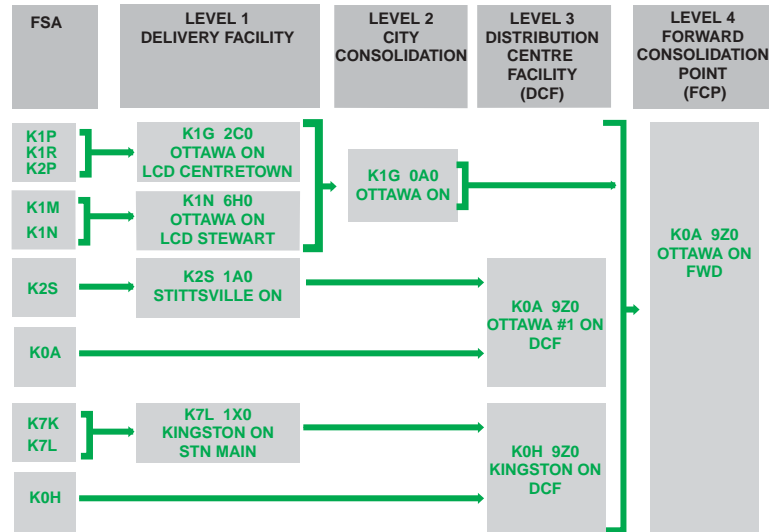 FSA
LEVEL 1
DELIVERY FACILITY
LEVEL 2
CITY
CONSOLIDATION
LEVEL 3
DISTRIBUTION
CENTRE
FACILITY
(DCF)
LEVEL 4
FORWARD
CONSOLIDATION
POINT
(FCP)
K1P
K1R
K2P
K1G 2C0
OTTAWA ON
LCD CENTRETOWN
K1M
K1N
K1N 6H0
OTTAWA ON
LCD STEWART
K1G 0A0
OTTAWA ON
K2S
K2S 1A0
STITTSVILLE ON
K0A
K0A 9Z0
OTTAWA #1 ON
DCF
K7K
K7L
K7L 1X0
KINGSTON ON
STN MAIN
K0H
K0H 9Z0
KINGSTON ON
DCF
K0A 9Z0
OTTAWA ON
FWD